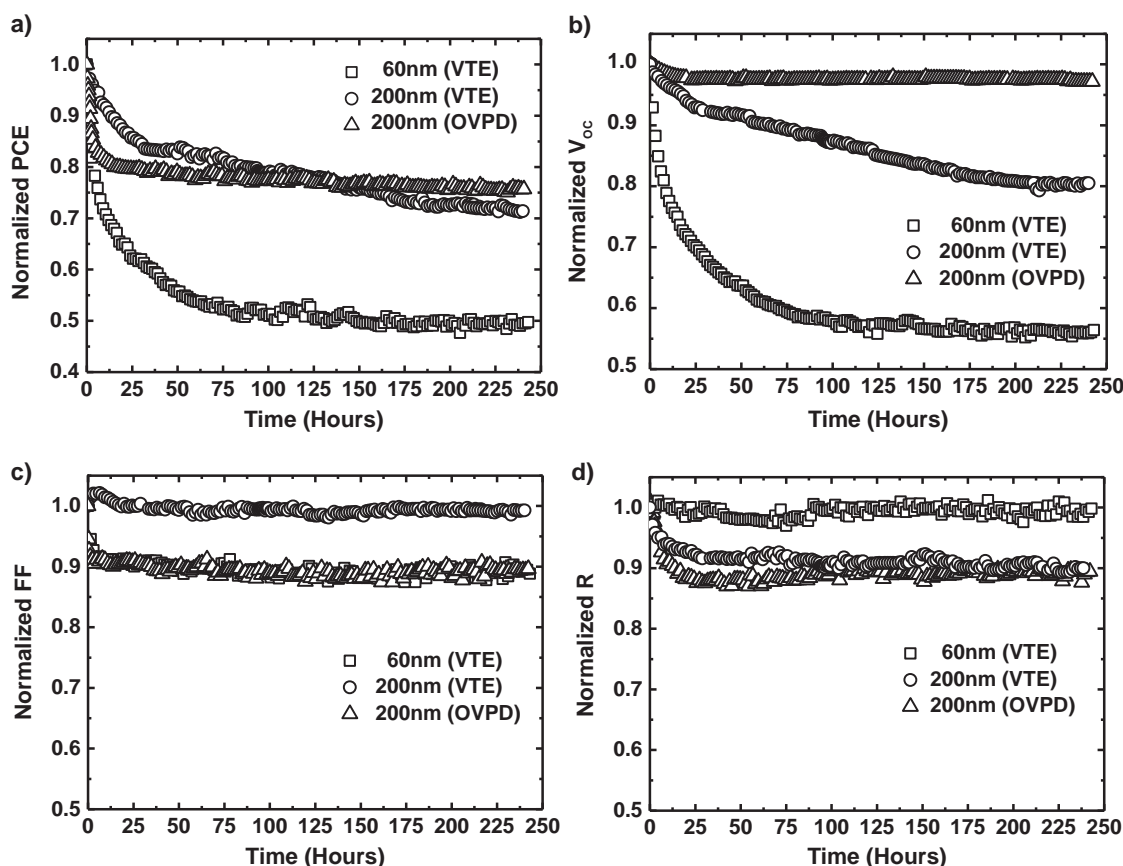 a)
Normalized PCE
1.0
0.9
0.8
0.7
0.6
0.5
0.4
60nm (VTE)
200nm (VTE)
200nm (OVPD)
0 25 50 75 100 125 150 175 200 225 250
Time (Hours)
b)
Normalized Voc
1.0
0.9
0.8
0.7
0.6
0.5
60nm (VTE)
200nm (VTE)
200nm (OVPD)
0 25 50 75 100 125 150 175 200 225 250
Time (Hours)
c)
Normalized FF
1.0
0.9
0.8
0.7
0.6
0.5
60nm (VTE)
200nm (VTE)
200nm (OVPD)
0 25 50 75 100 125 150 175 200 225 250
Time (Hours)
d)
Normalized R
1.0
0.9
0.8
0.7
0.6
0.5
60nm (VTE)
200nm (VTE)
200nm (OVPD)
0 25 50 75 100 125 150 175 200 225 250
Time (Hours)